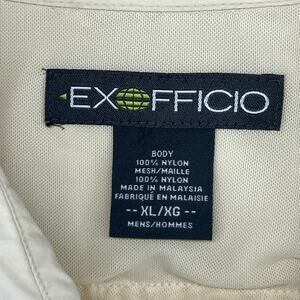 EXOFFICIO
BODY
100% NYLON
MESH/MAILLE
100% NYLON
MADE IN MALAYSIA
FABRIQUÉ EN MALAISIE
-- XL/XG --
MENS/HOMMES